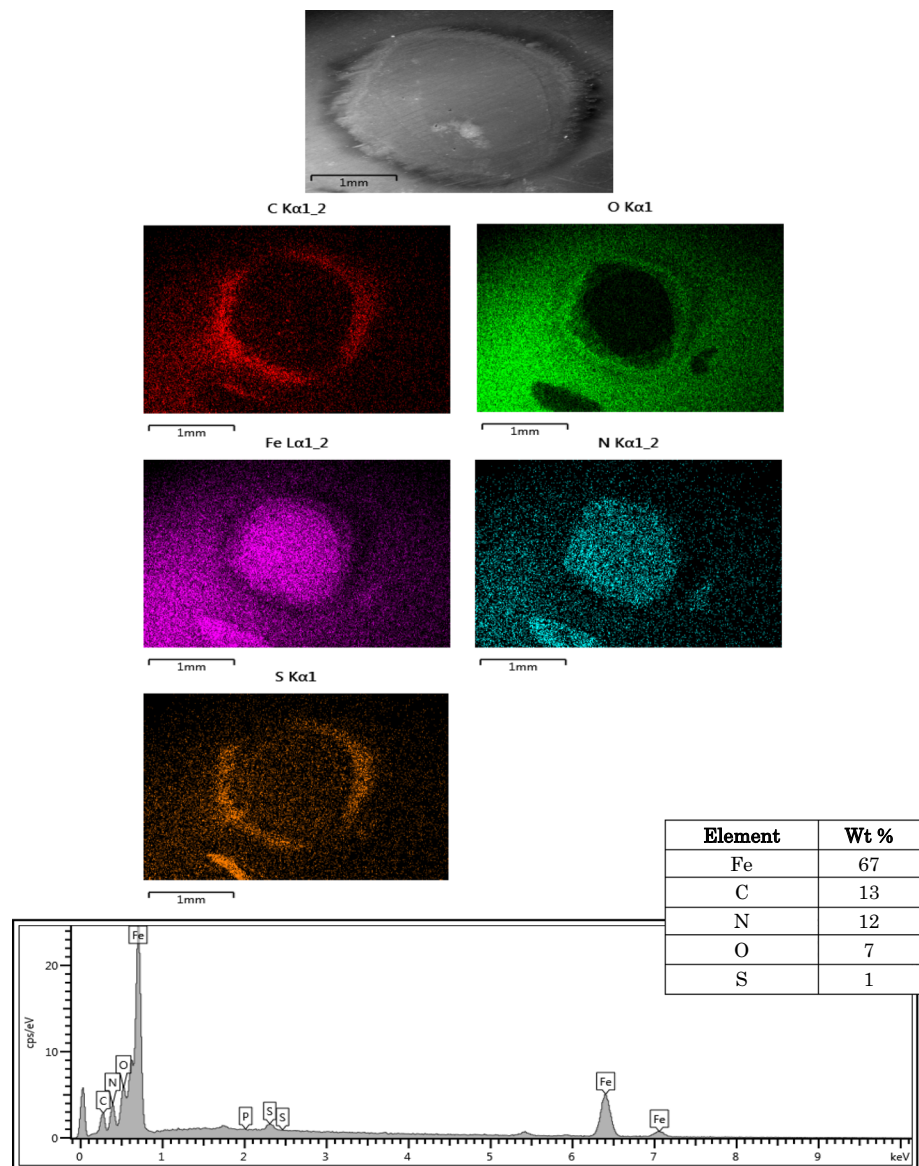 1mm
C Kα1_2
O Kα1
1mm
1mm
Fe Lα1_2
N Kα1_2
1mm
1mm
S Kα1
1mm
Element Wt %
Fe 67
C 13
N 12
O 7
S 1
Fe
20
cps/eV
10
O
N
C
P
S
S
Fe
Fe
0
0 1 2 3 4 5 6 7 8 9 keV